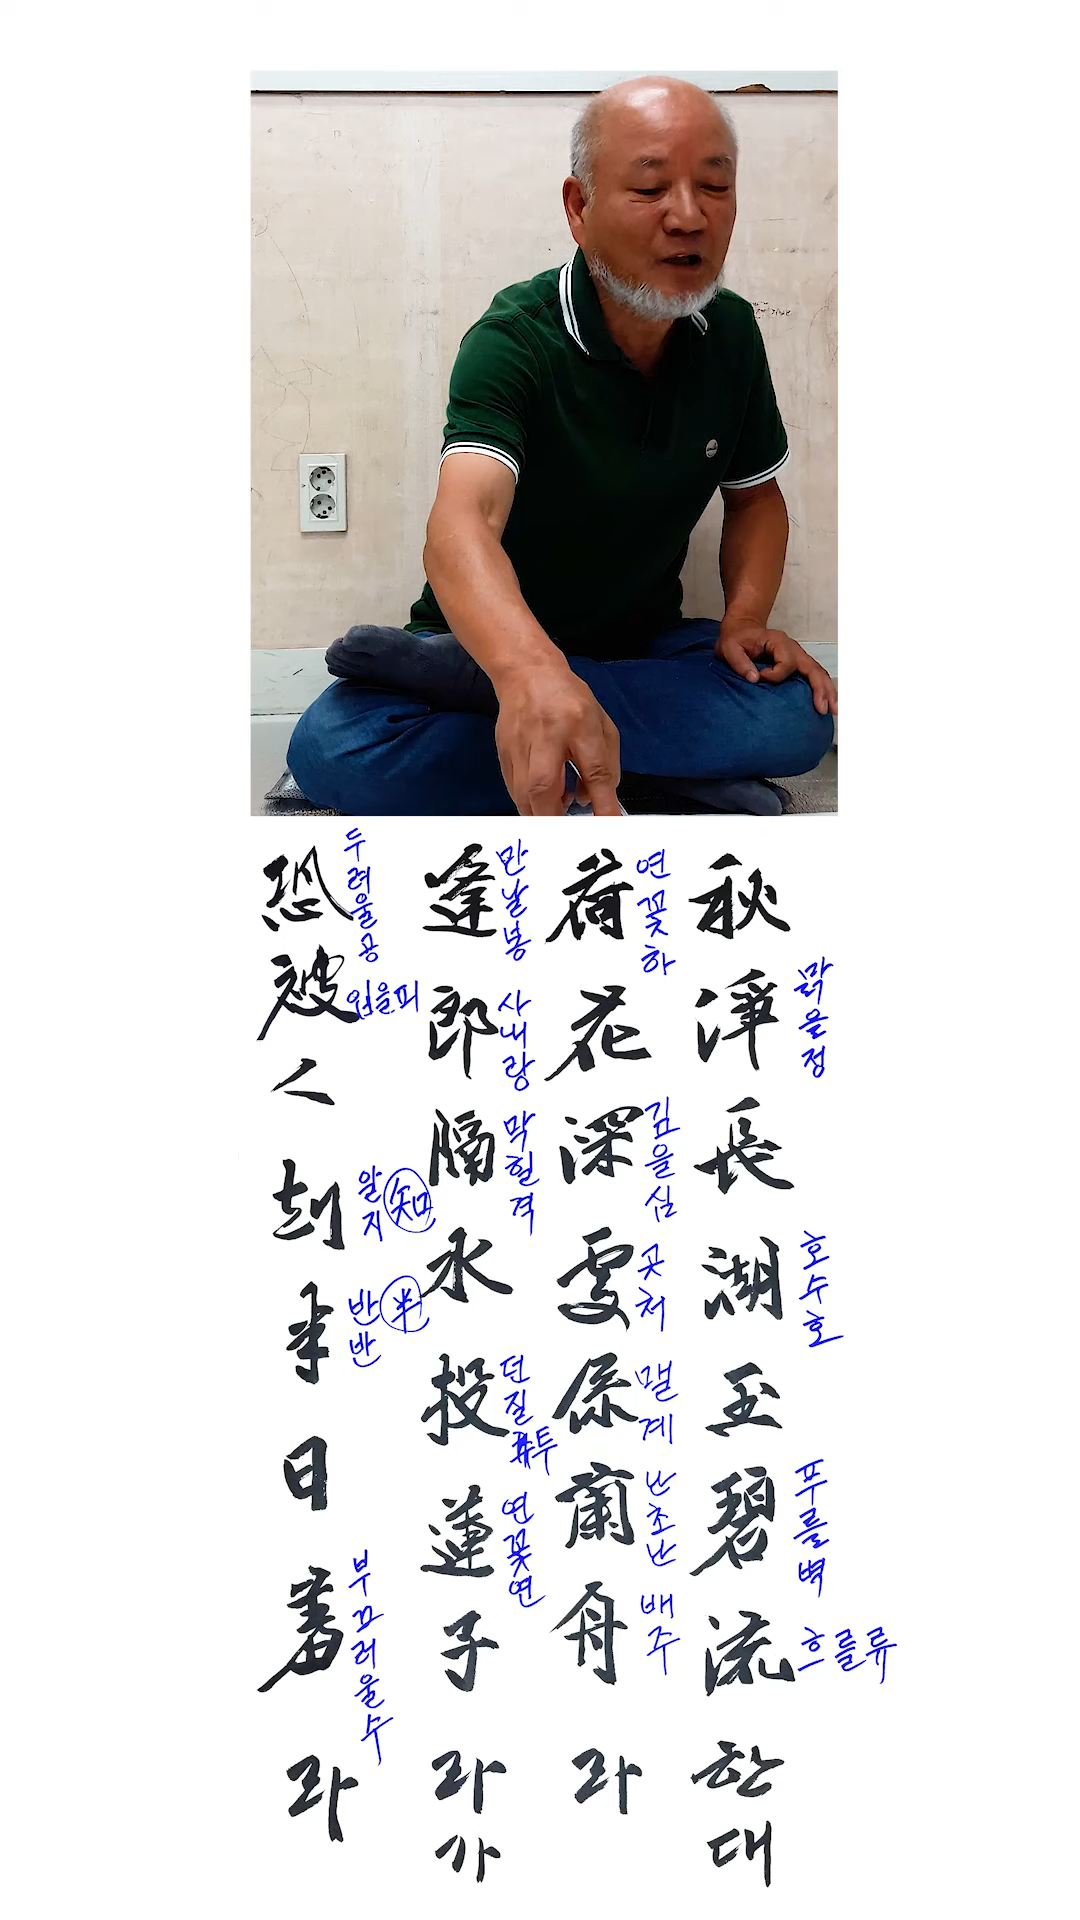 秋淨長湖玉碧流한대
맑을정
호수호
푸를벽
흐를류
荷花深處係蘭舟라
연꽃하
깊을심
곳처
맬계
난초난
배주
逢郎隔水投蓮子라가
만날봉
사내랑
막힐격
던질투
연꽃연
恐被人知半日羞라
두려울공
입을피
알지 知
반반 半
부끄러울수